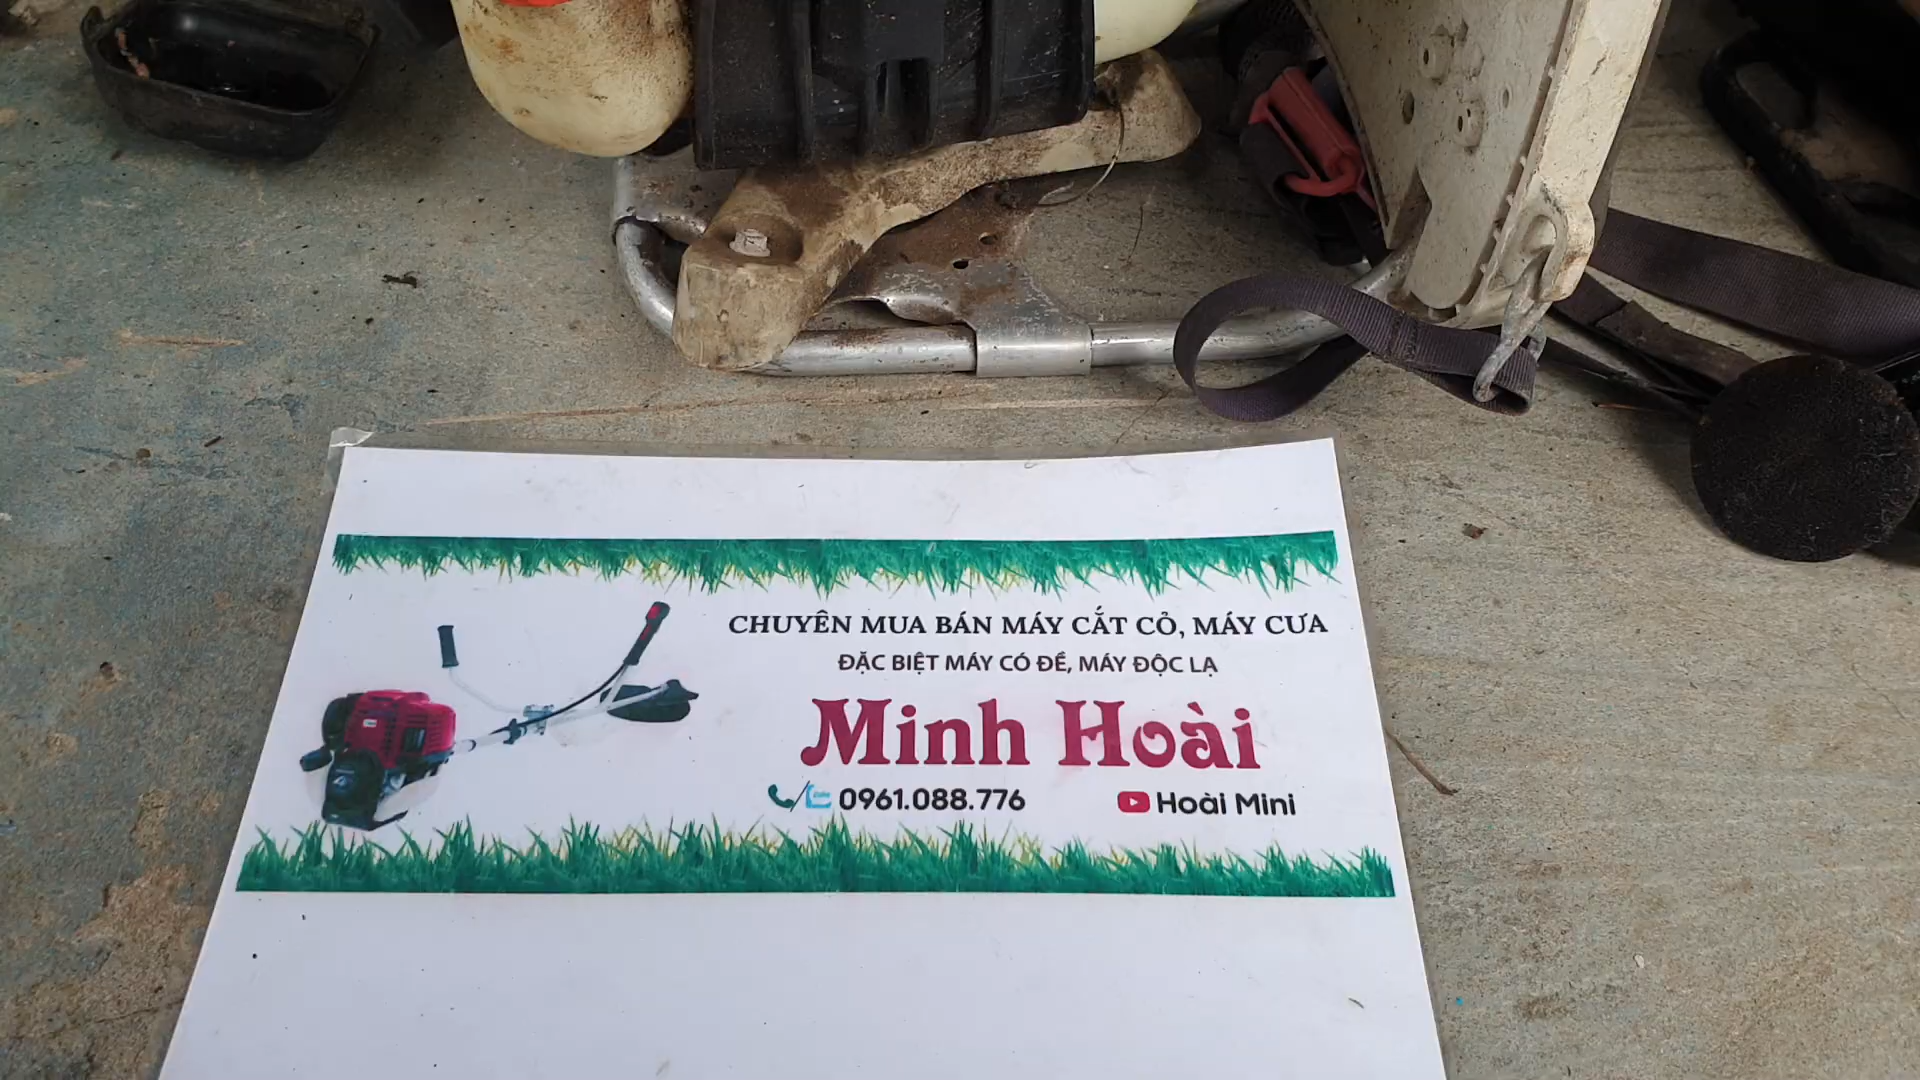 CHUYÊN MUA BÁN MÁY CẮT CỎ, MÁY CƯA
ĐẶC BIỆT MÁY CÓ ĐỀ, MÁY ĐỘC LẠ
Minh Hoài
0961.088.776
Hoài Mini